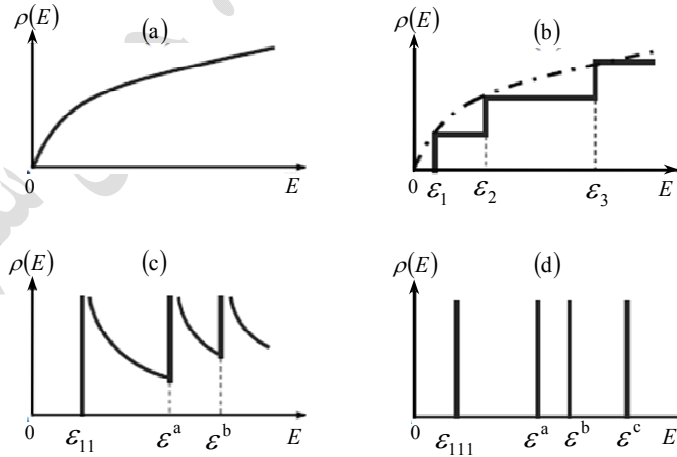 ρ(E) (a)
0 E
ρ(E) (b)
0 ε₁ ε₂ ε₃ E
ρ(E) (c)
0 ε₁₁ εᵃ εᵇ E
ρ(E) (d)
0 ε₁₁₁ εᵃ εᵇ εᶜ E